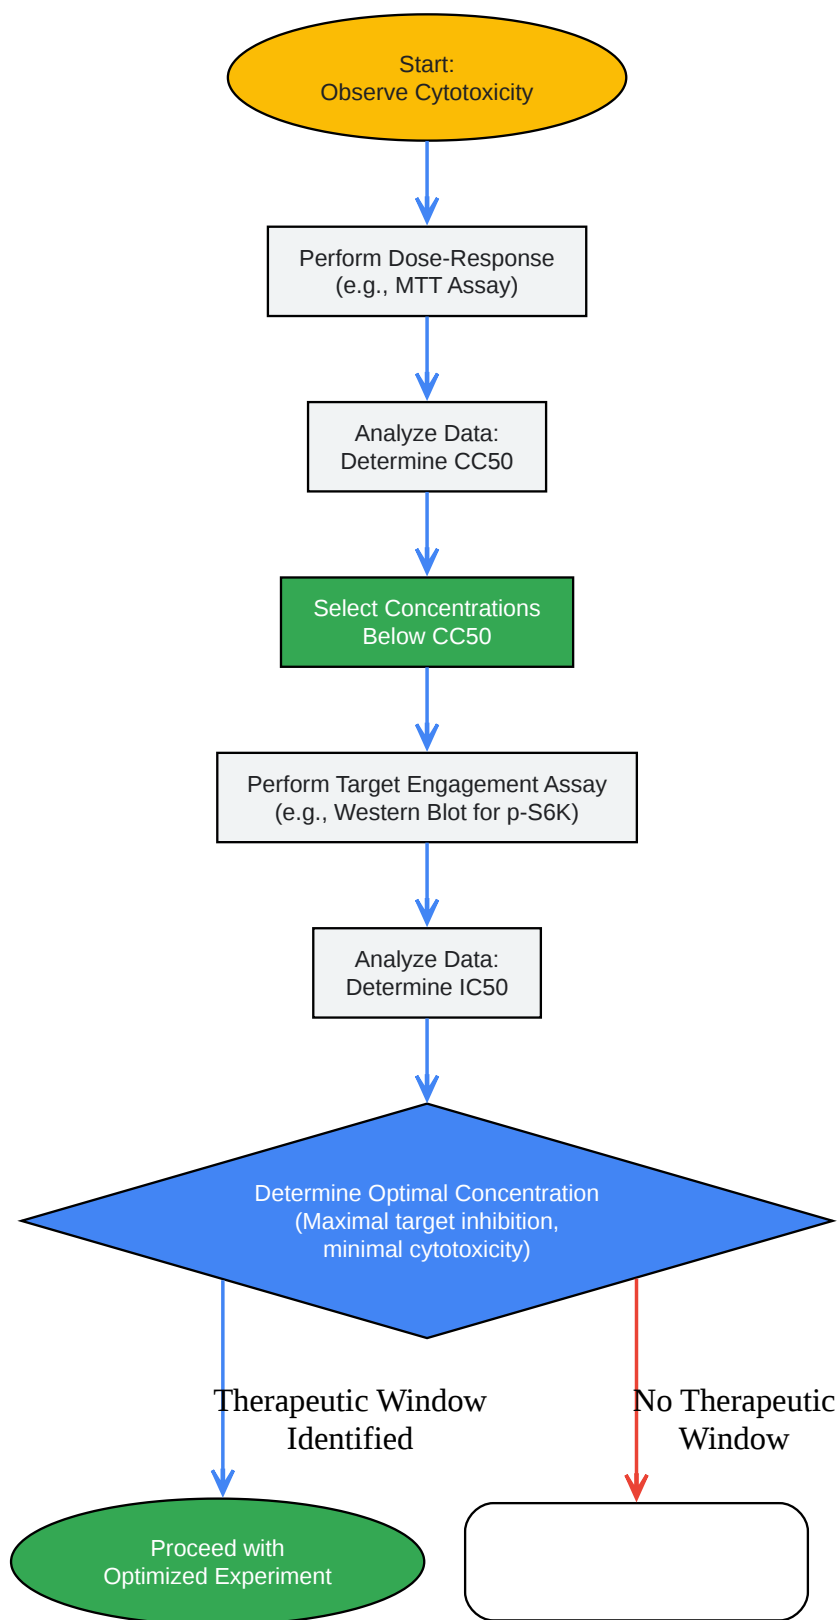 Start:
Observe Cytotoxicity
Perform Dose-Response
(e.g., MTT Assay)
Analyze Data:
Determine CC50
Select Concentrations
Below CC50
Perform Target Engagement Assay
(e.g., Western Blot for p-S6K)
Analyze Data:
Determine IC50
Determine Optimal Concentration
(Maximal target inhibition,
minimal cytotoxicity)
Therapeutic Window
Identified
No Therapeutic
Window
Proceed with
Optimized Experiment